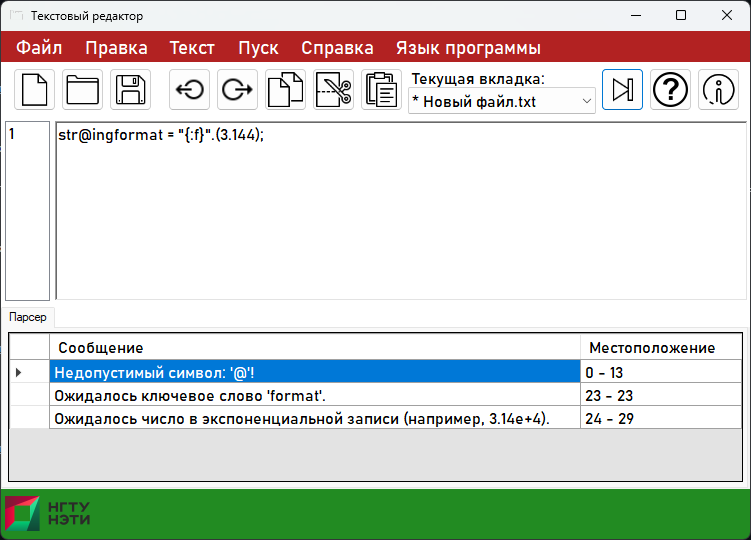 Текстовый редактор
Файл Правка Текст Пуск Справка Язык программы
Текущая вкладка:
* Новый файл.txt
1
str@ingformat = "{:f}".(3.144);
Парсер
Сообщение Местоположение
Недопустимый символ: '@'! 0 - 13
Ожидалось ключевое слово 'format'. 23 - 23
Ожидалось число в экспоненциальной записи (например, 3.14e+4). 24 - 29
НГТУ
НЭТИ